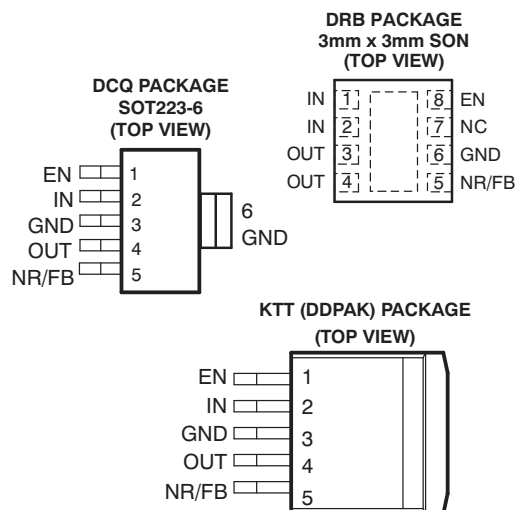 DRB PACKAGE
3mm x 3mm SON
(TOP VIEW)
IN 1 8 EN
IN 2 7 NC
OUT 3 6 GND
OUT 4 5 NR/FB
DCQ PACKAGE
SOT223-6
(TOP VIEW)
EN 1
IN 2
GND 3
OUT 4
NR/FB 5
6
GND
KTT (DDPAK) PACKAGE
(TOP VIEW)
EN 1
IN 2
GND 3
OUT 4
NR/FB 5